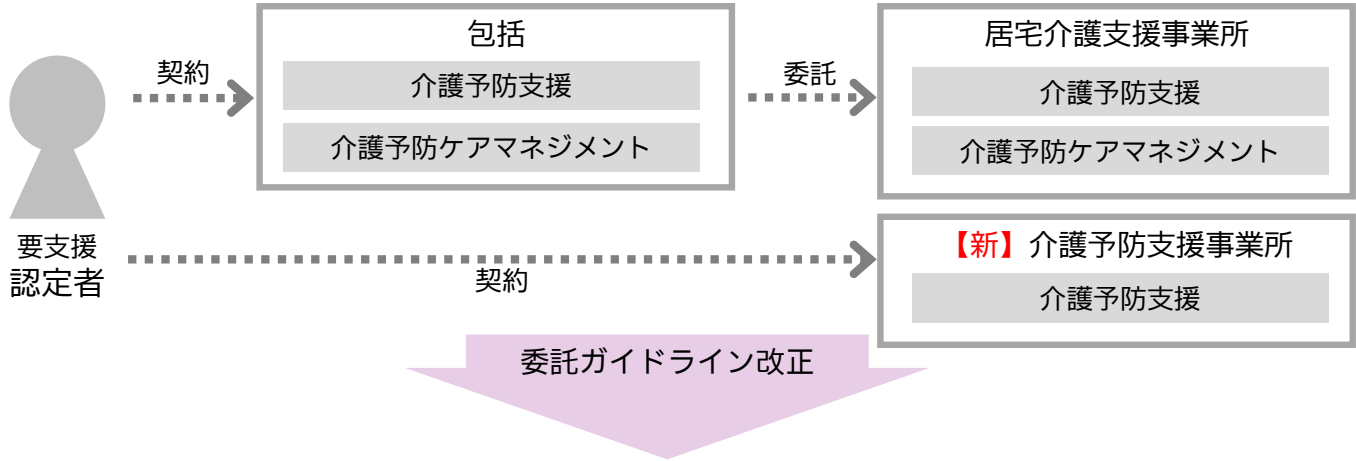 包括
居宅介護支援事業所
契約
委託
介護予防支援
介護予防支援
介護予防ケアマネジメント
介護予防ケアマネジメント
要支援
認定者
契約
【新】介護予防支援事業所
介護予防支援
委託ガイドライン改正